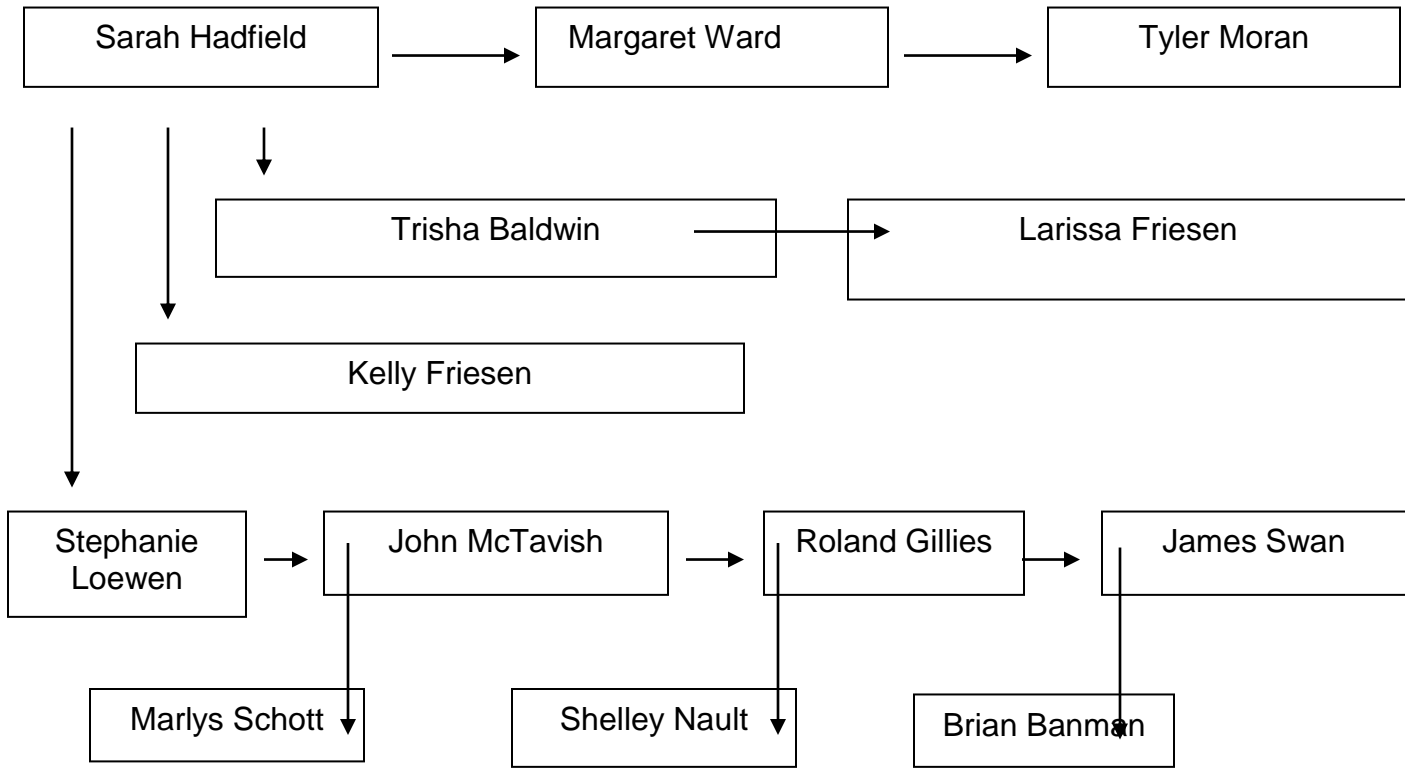 Sarah Hadfield
Margaret Ward
Tyler Moran
Trisha Baldwin
Larissa Friesen
Kelly Friesen
Stephanie
Loewen
John McTavish
Roland Gillies
James Swan
Marlys Schott
Shelley Nault
Brian Banman